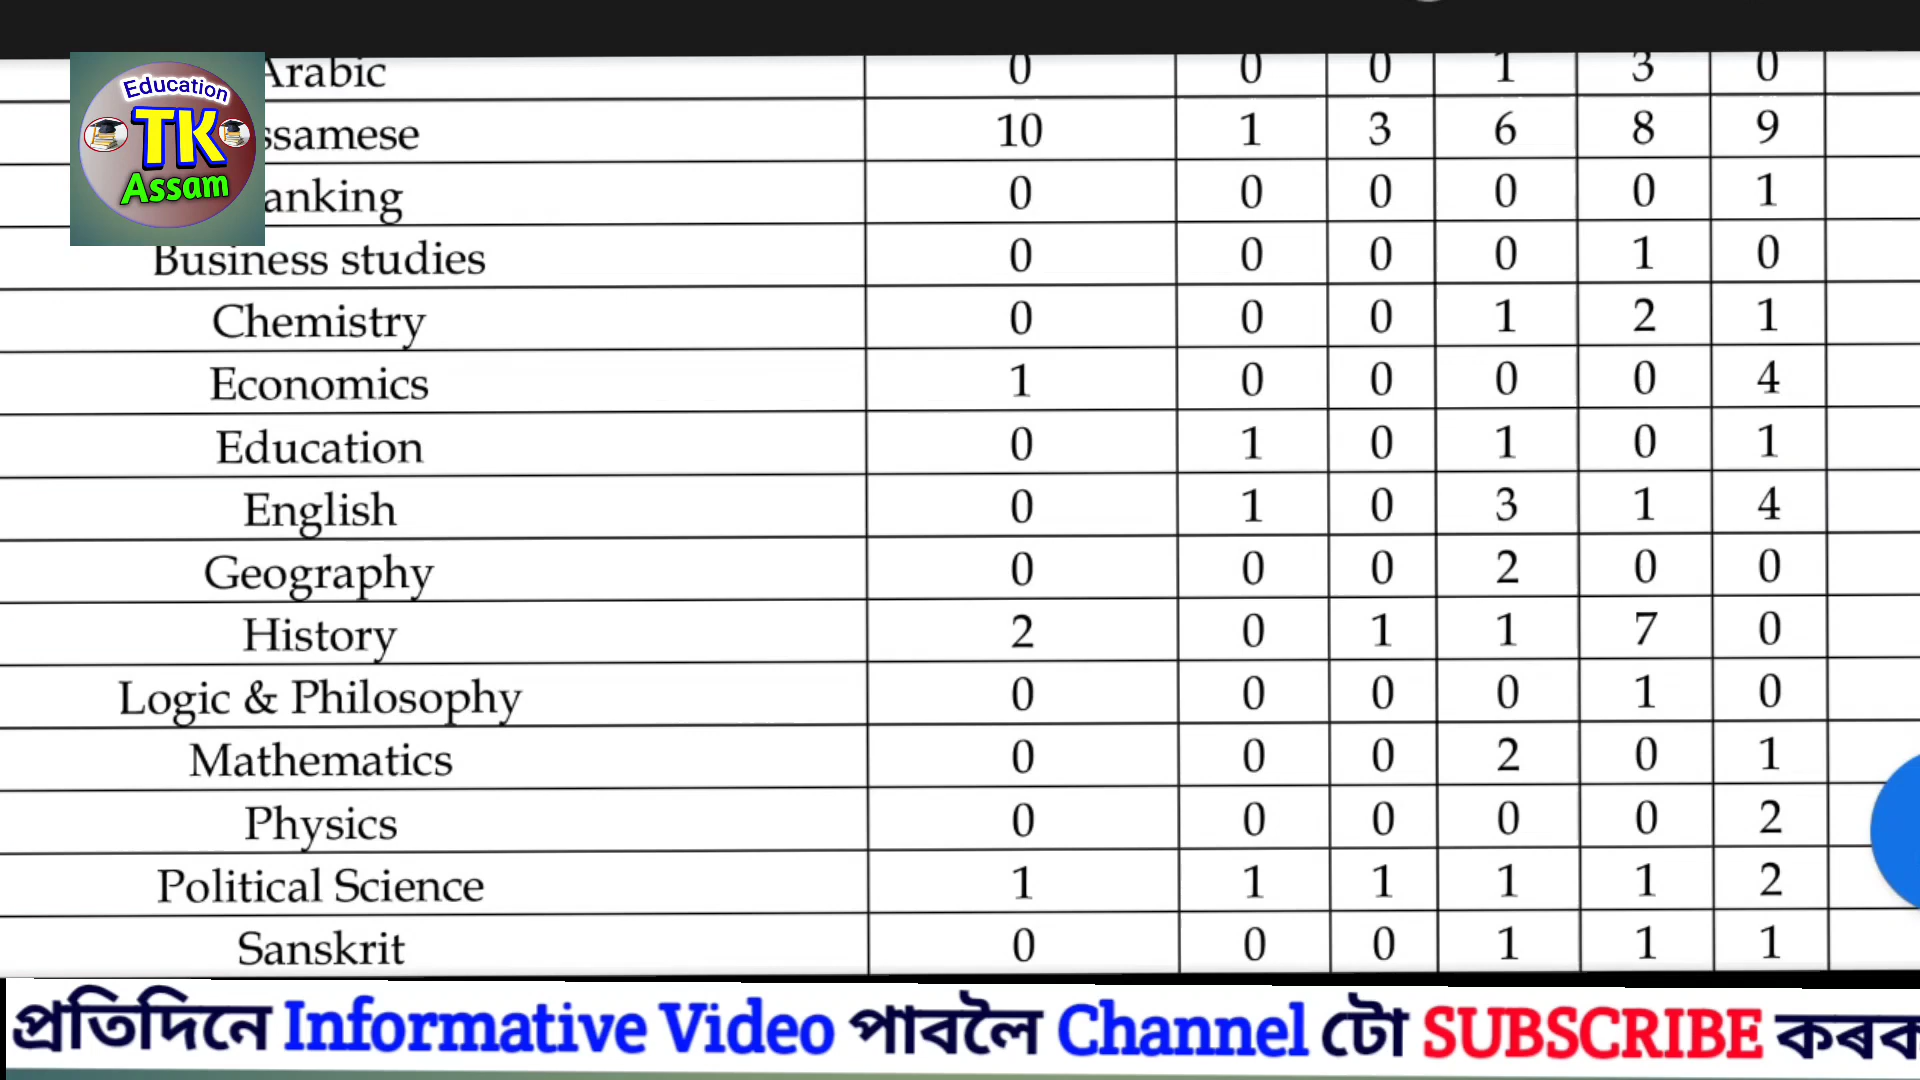 Education
TK
Assam
Arabic 0 0 0 1 3 0
ssamese 10 1 3 6 8 9
anking 0 0 0 0 0 1
Business studies 0 0 0 0 1 0
Chemistry 0 0 0 1 2 1
Economics 1 0 0 0 0 4
Education 0 1 0 1 0 1
English 0 1 0 3 1 4
Geography 0 0 0 2 0 0
History 2 0 1 1 7 0
Logic & Philosophy 0 0 0 0 1 0
Mathematics 0 0 0 2 0 1
Physics 0 0 0 0 0 2
Political Science 1 1 1 1 1 2
Sanskrit 0 0 0 1 1 1
প্ৰতিদিনে Informative Video পাবলৈ Channel টো SUBSCRIBE কৰক